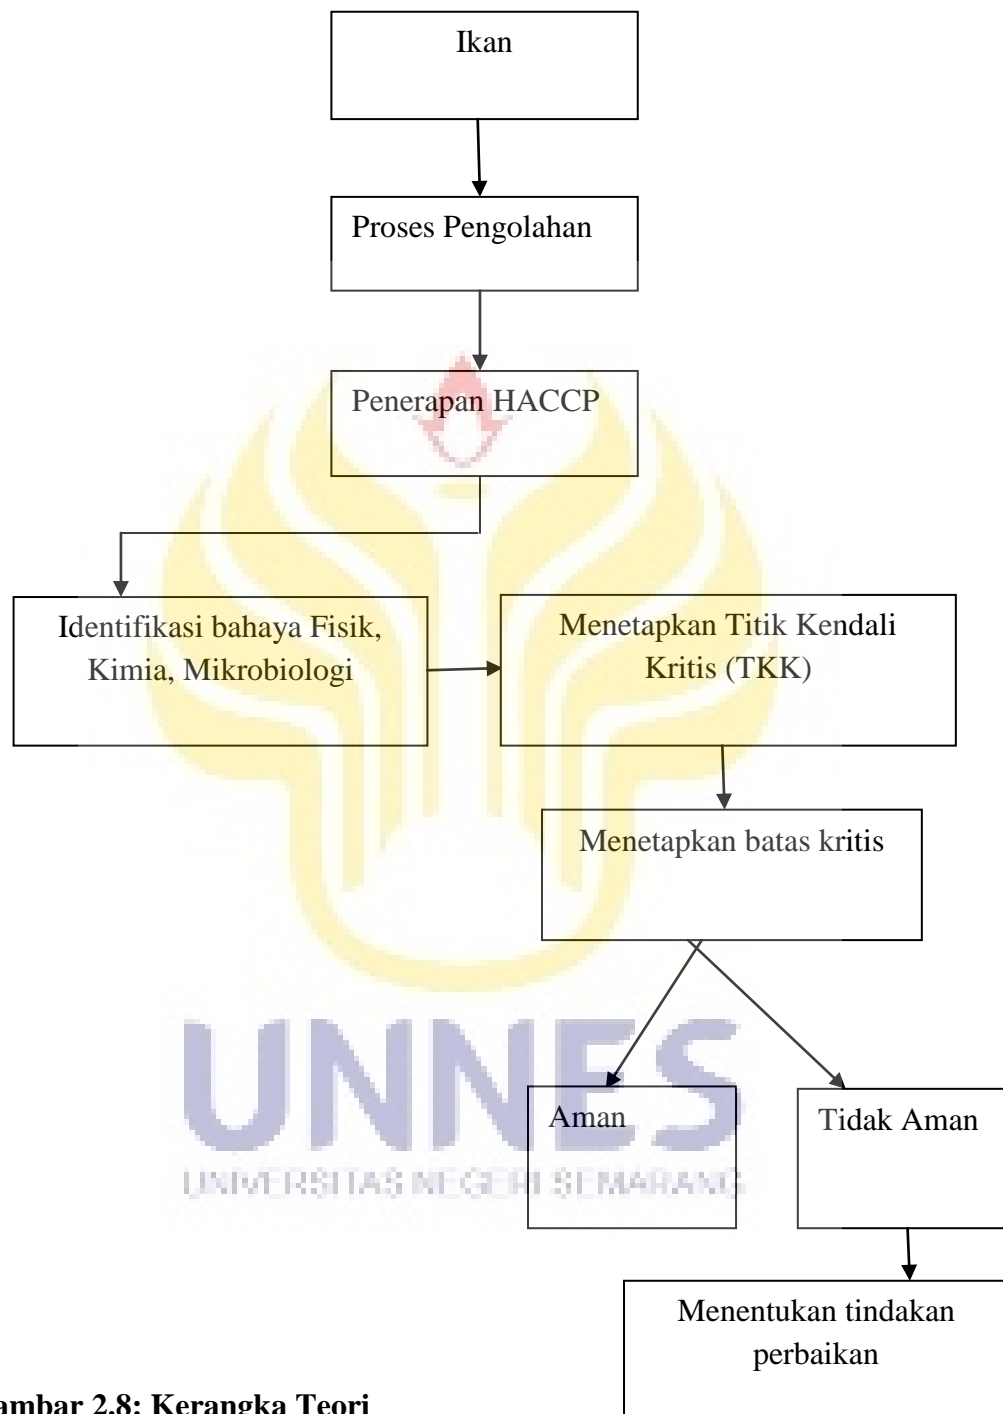 Ikan
Proses Pengolahan
Penerapan HACCP
Identifikasi bahaya Fisik,
Kimia, Mikrobiologi
Menetapkan Titik Kendali
Kritis (TKK)
Menetapkan batas kritis
UNNES
Aman
Tidak Aman
UNIVERSITAS NEGERI SEMARANG
Menentukan tindakan
perbaikan
ambar 2.8: Kerangka Teori